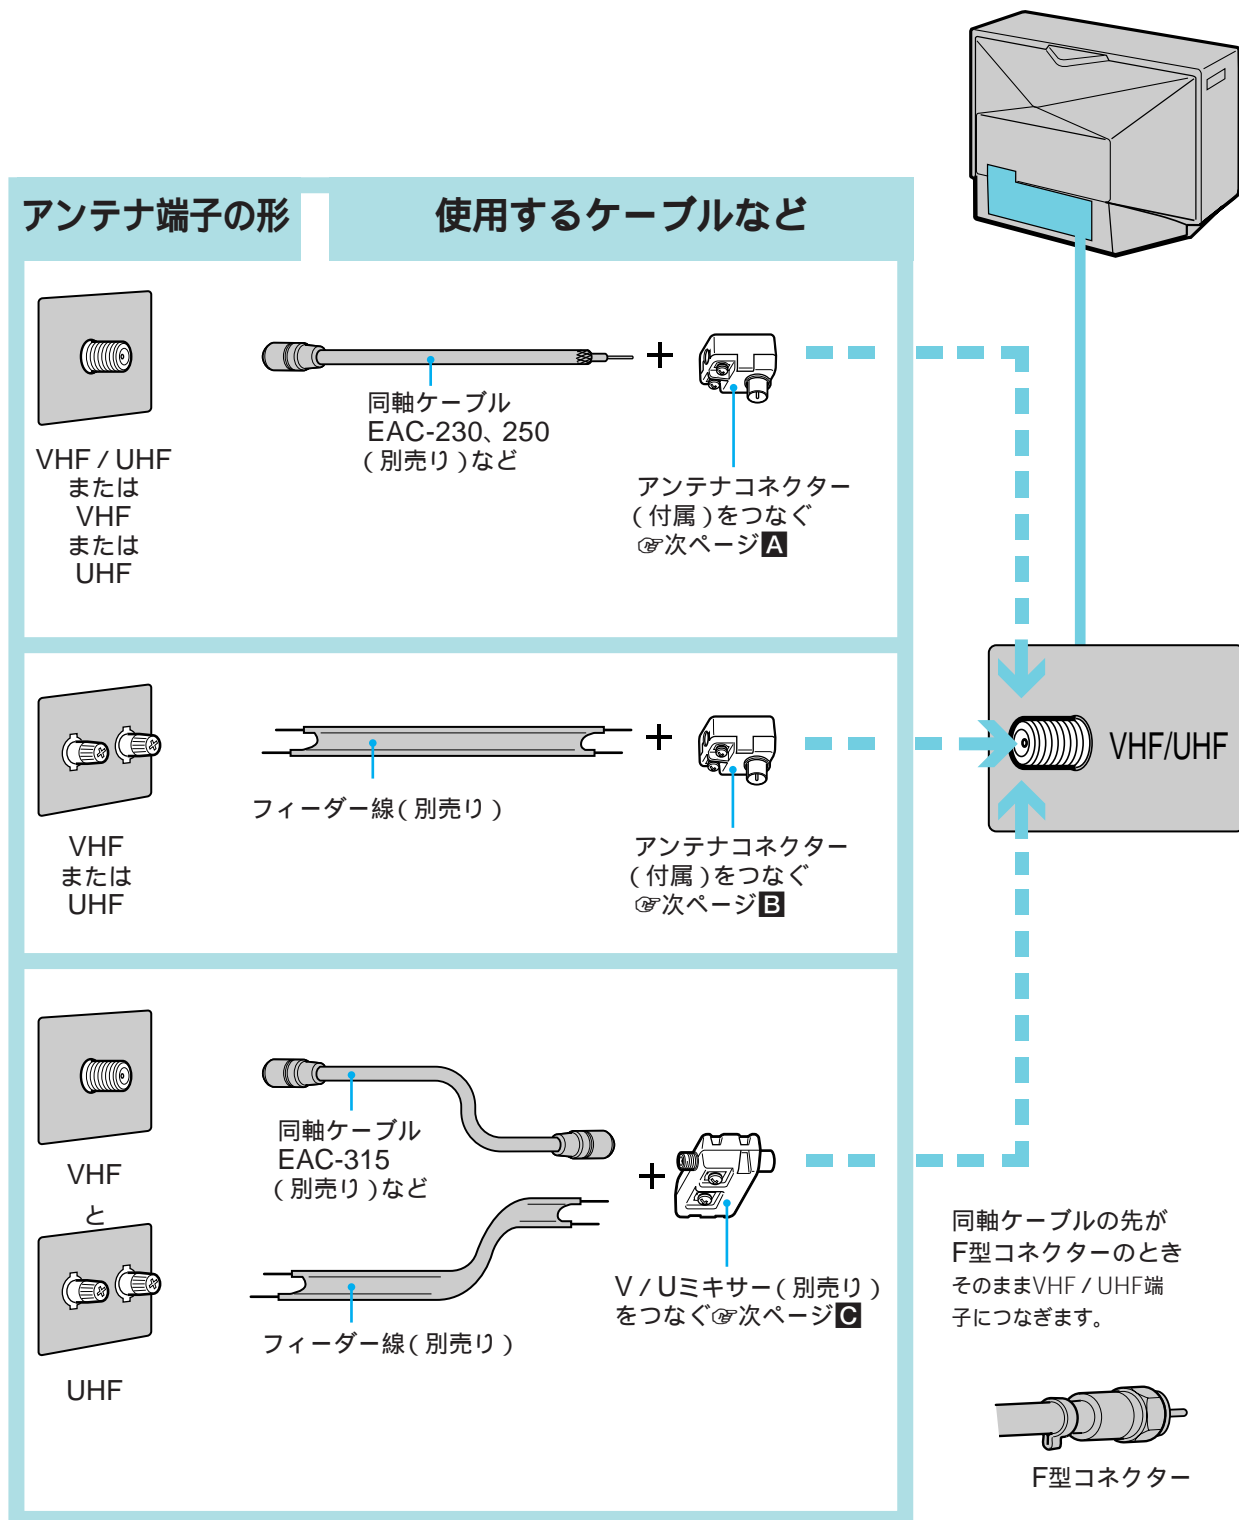 アンテナ端子の形
使用するケーブルなど
VHF / UHF
または
VHF
または
UHF
同軸ケーブル
EAC-230、250
(別売り)など
アンテナコネクター
(付属)をつなぐ
☞次ページA
VHF
または
UHF
フィーダー線(別売り)
アンテナコネクター
(付属)をつなぐ
☞次ページB
VHF/UHF
VHF
と
UHF
同軸ケーブル
EAC-315
(別売り)など
フィーダー線(別売り)
V / Uミキサー(別売り)
をつなぐ☞次ページC
同軸ケーブルの先が
F型コネクターのとき
そのままVHF / UHF端
子につなぎます。
F型コネクター